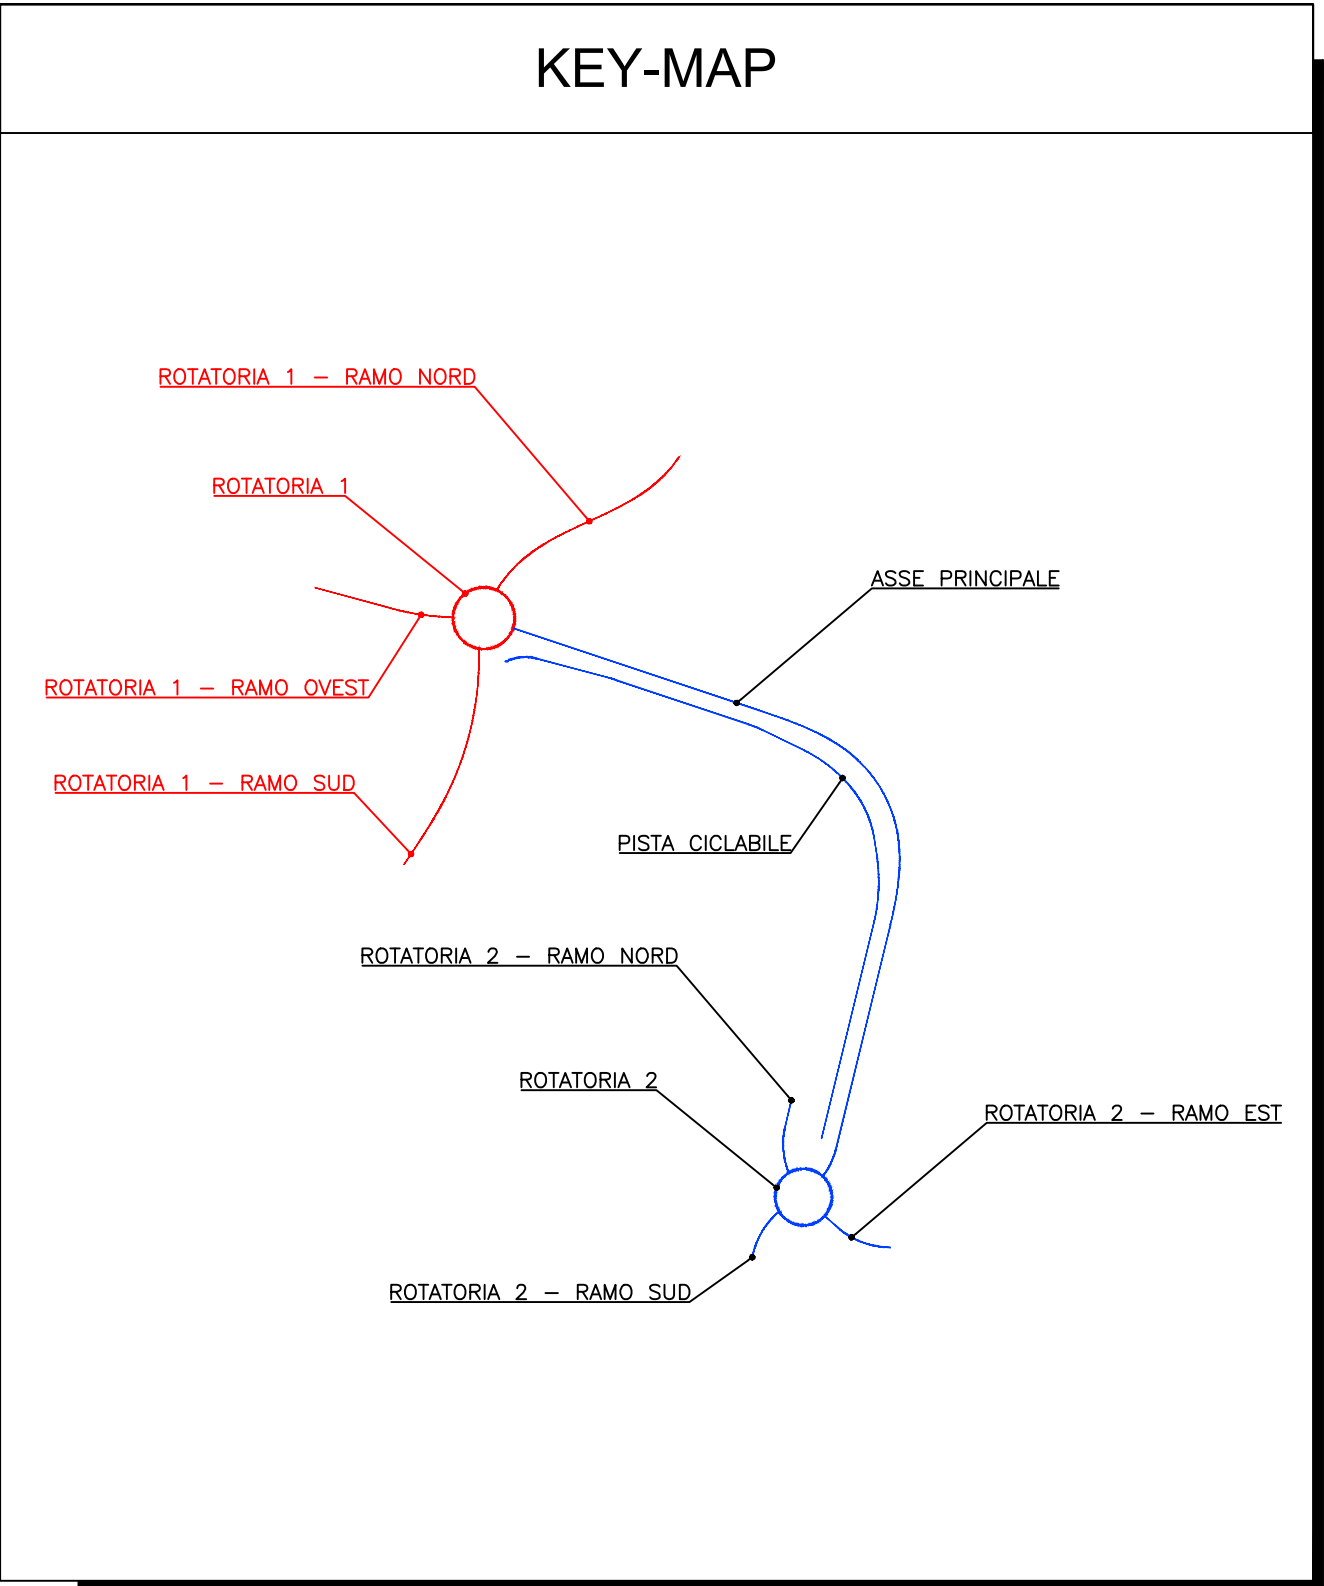 KEY-MAP
ROTATORIA 1 - RAMO NORD
ROTATORIA 1
ASSE PRINCIPALE
ROTATORIA 1 - RAMO OVEST
ROTATORIA 1 - RAMO SUD
PISTA CICLABILE
ROTATORIA 2 - RAMO NORD
ROTATORIA 2
ROTATORIA 2 - RAMO EST
ROTATORIA 2 - RAMO SUD